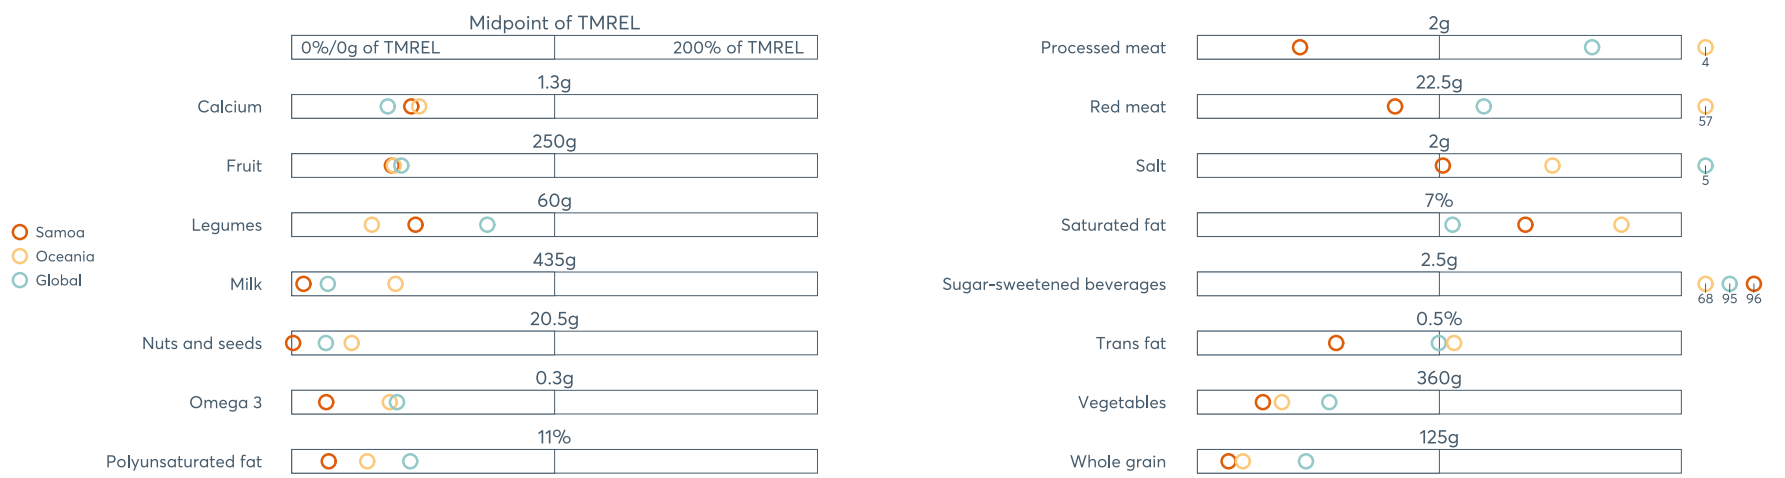 Midpoint of TMREL
0%/0g of TMREL 200% of TMREL
1.3g
Calcium
250g
Fruit
60g
Legumes
435g
Milk
20.5g
Nuts and seeds
0.3g
Omega 3
11%
Polyunsaturated fat
Samoa
Oceania
Global
2g
Processed meat
4
22.5g
Red meat
57
2g
Salt
5
7%
Saturated fat
2.5g
Sugar-sweetened beverages
68 95 96
0.5%
Trans fat
360g
Vegetables
125g
Whole grain